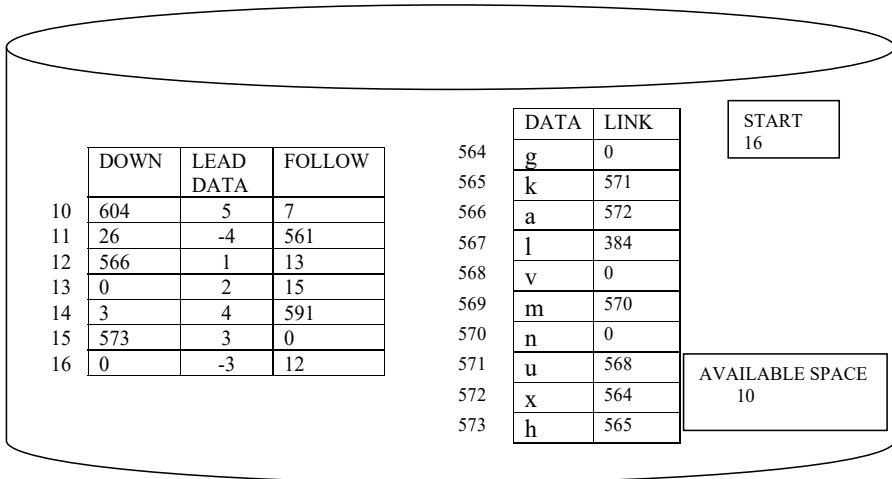 DOWN LEAD DATA FOLLOW
10 604 5 7
11 26 -4 561
12 566 1 13
13 0 2 15
14 3 4 591
15 573 3 0
16 0 -3 12
DATA LINK
564 g 0
565 k 571
566 a 572
567 l 384
568 v 0
569 m 570
570 n 0
571 u 568
572 x 564
573 h 565
START
16
AVAILABLE SPACE
10